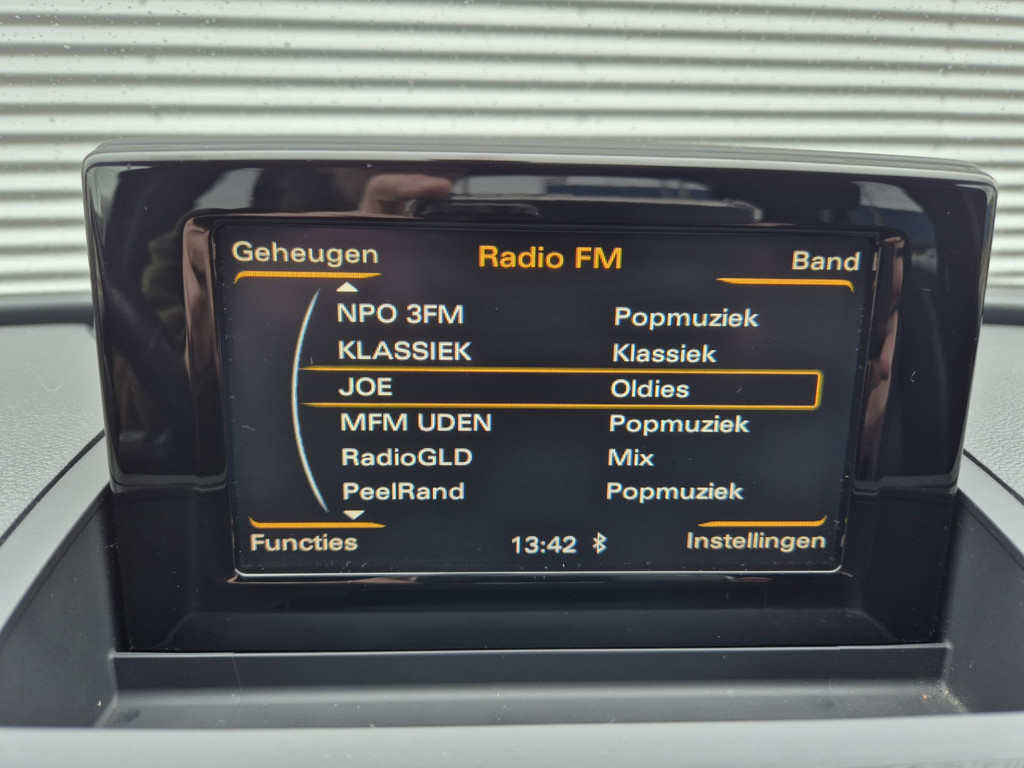 Geheugen Radio FM Band
NPO 3FM Popmuziek
KLASSIEK Klassiek
JOE Oldies
MFM UDEN Popmuziek
RadioGLD Mix
PeelRand Popmuziek
Functies 13:42 Instellingen